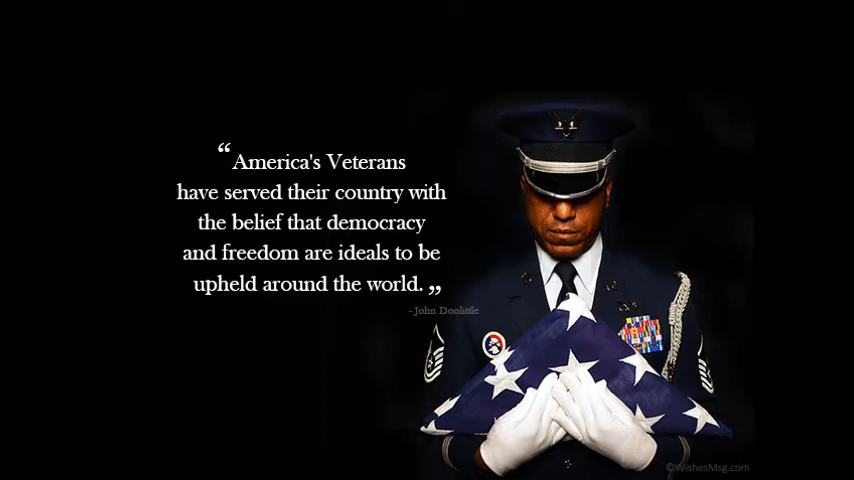 “America's Veterans
have served their country with
the belief that democracy
and freedom are ideals to be
upheld around the world.„
- John Doolittle
©WishesMsg.com